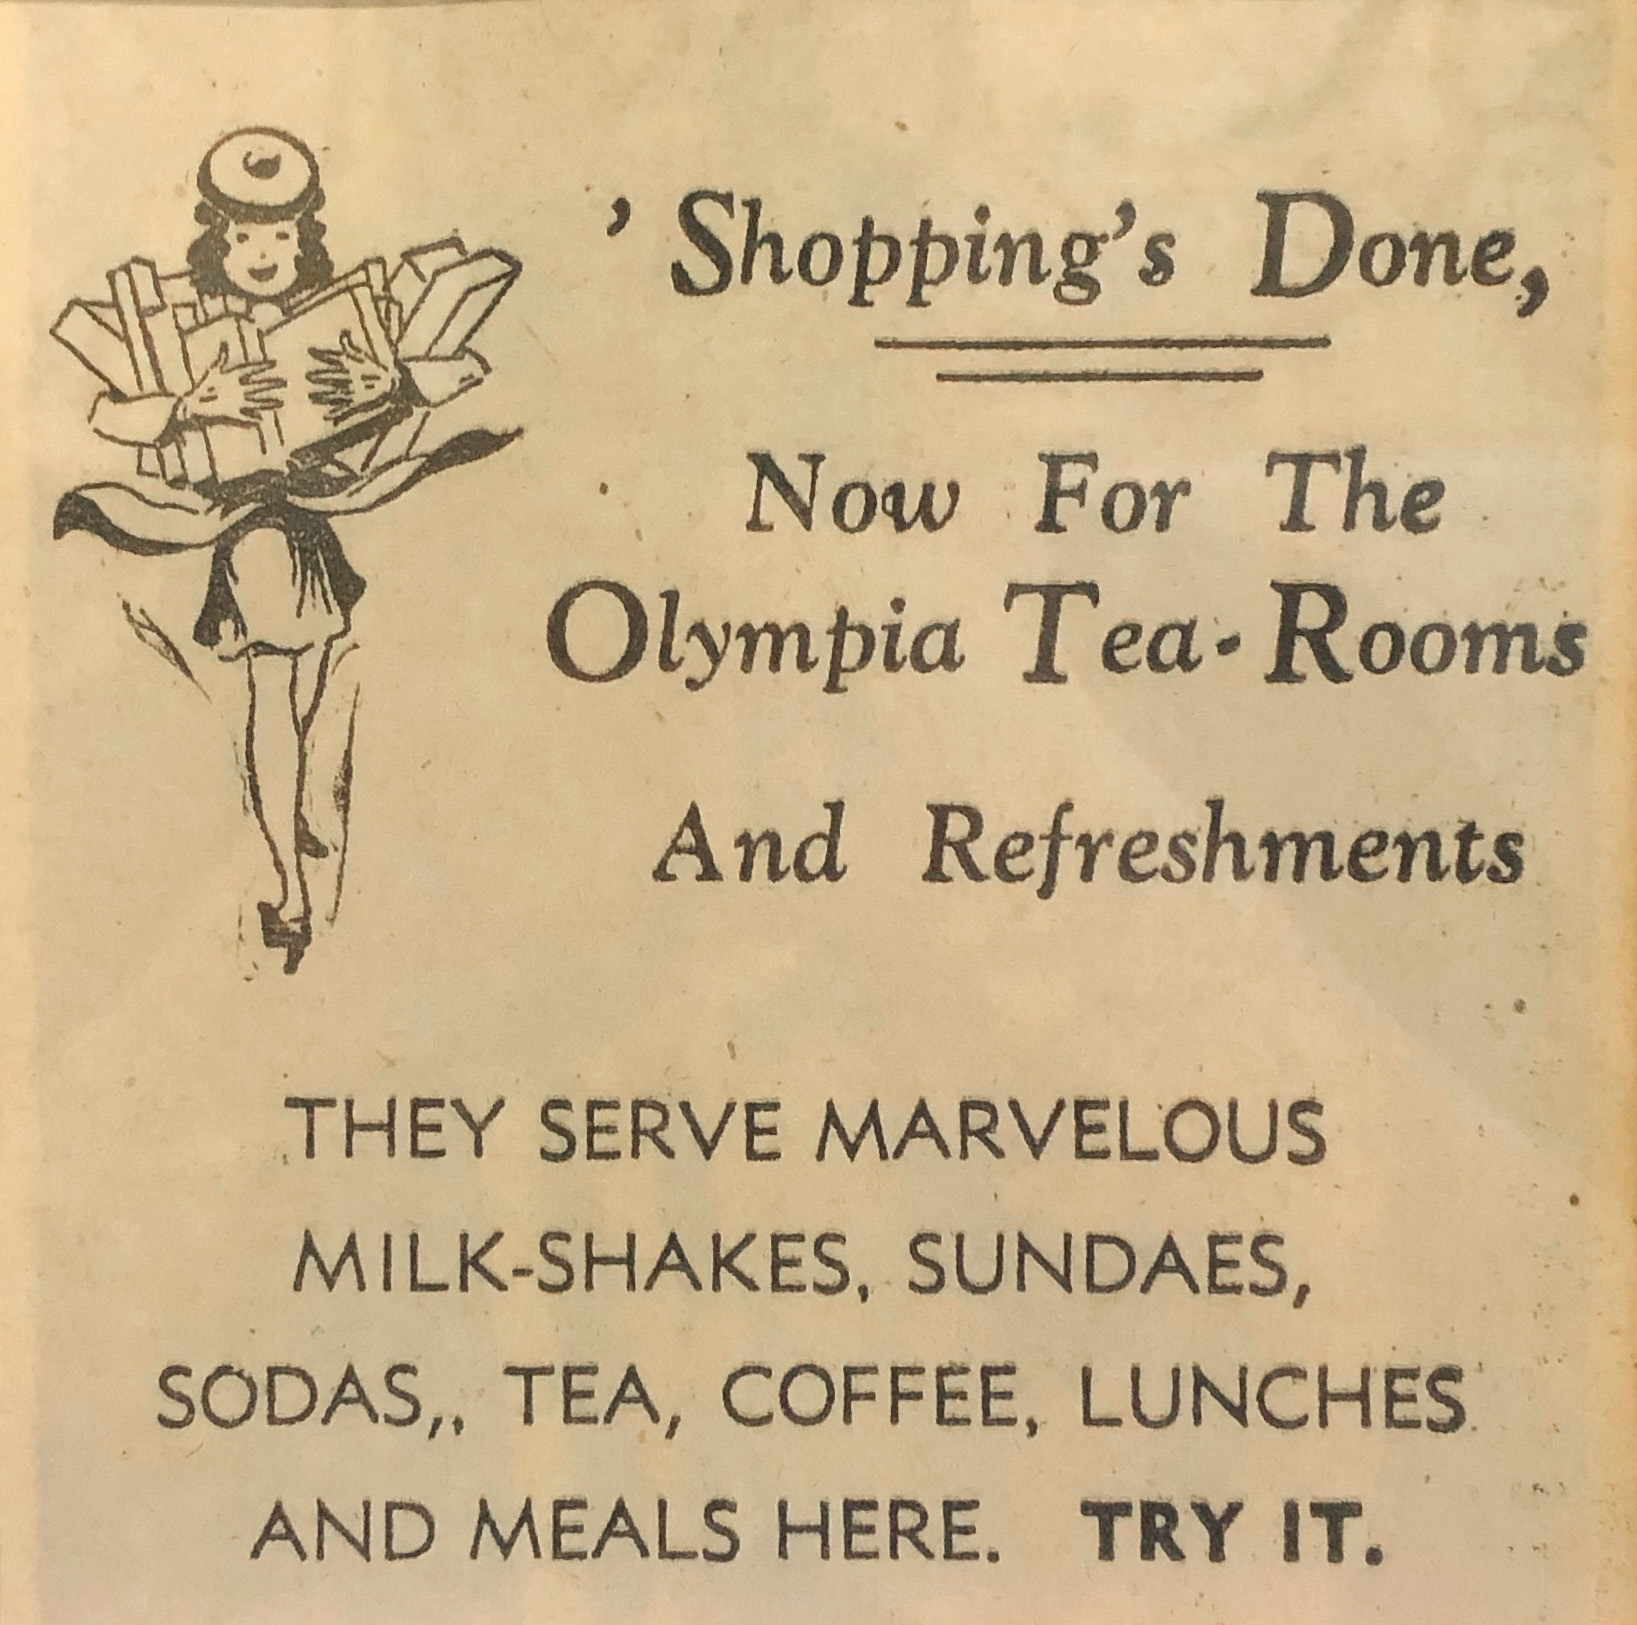 ' Shopping's Done,
Now For The
Olympia Tea-Rooms
And Refreshments
THEY SERVE MARVELOUS
MILK-SHAKES, SUNDAES,
SODAS,, TEA, COFFEE, LUNCHES
AND MEALS HERE. TRY IT.